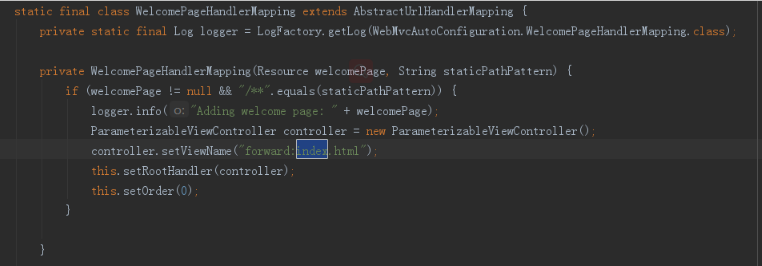 static final class WelcomePageHandlerMapping extends AbstractUrlHandlerMapping {
private static final Log logger = LogFactory.getLog(WebMvcAutoConfiguration.WelcomePageHandlerMapping.class);
private WelcomePageHandlerMapping(Resource welcomePage, String staticPathPattern) {
if (welcomePage != null && "/**".equals(staticPathPattern)) {
logger.info( o: "Adding welcome page: " + welcomePage);
ParameterizableViewController controller = new ParameterizableViewController();
controller.setViewName("forward:index.html");
this.setRootHandler(controller);
this.setOrder(0);
}
}